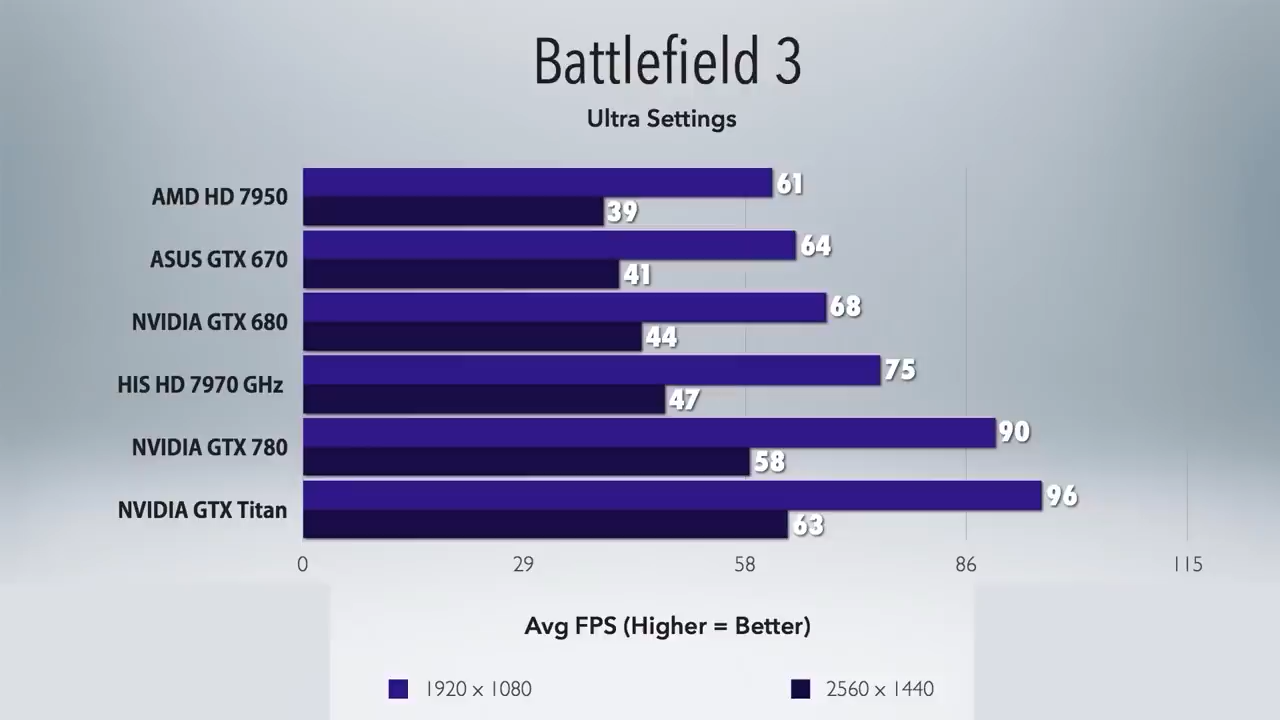 Battlefield 3
Ultra Settings
AMD HD 7950
61
39
ASUS GTX 670
64
41
NVIDIA GTX 680
68
44
HIS HD 7970 GHz
75
47
NVIDIA GTX 780
90
58
NVIDIA GTX Titan
96
63
0 29 58 86 115
Avg FPS (Higher = Better)
1920 x 1080 2560 x 1440